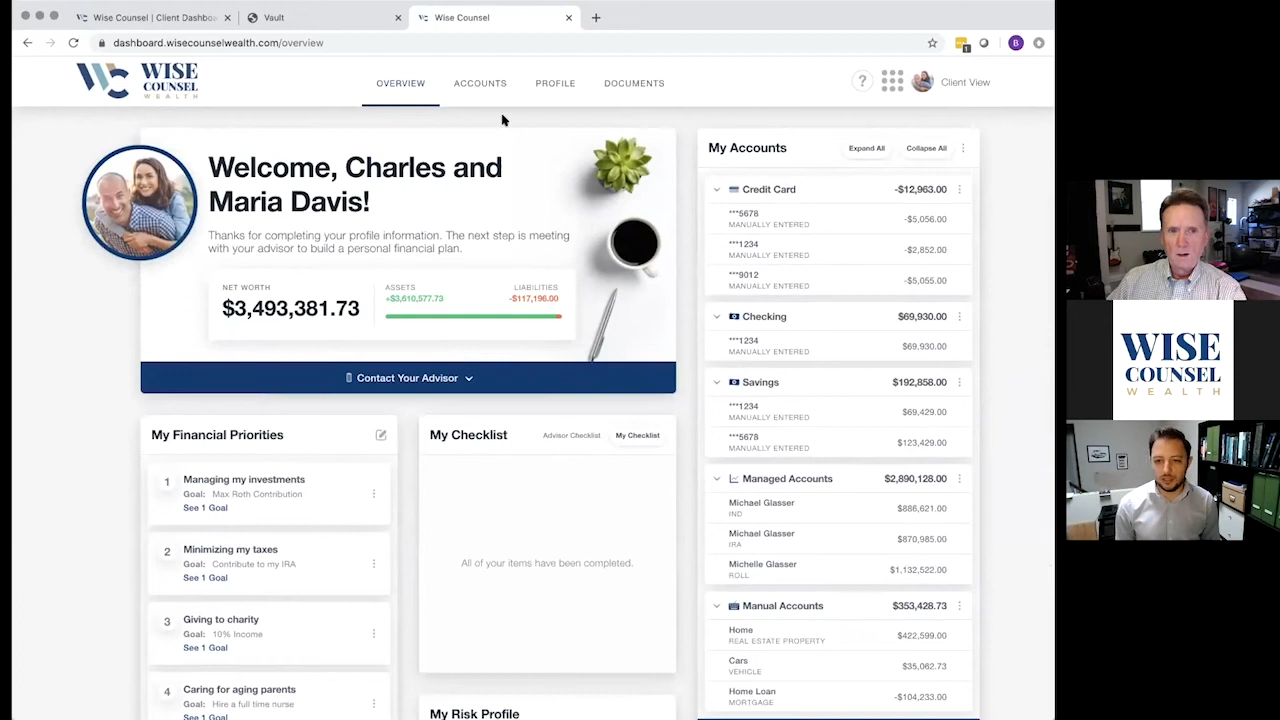 Wise Counsel | Client Dashboa
Vault
Wise Counsel
dashboard.wisecounselwealth.com/overview
1
B
WISE
COUNSEL
WEALTH
OVERVIEW
ACCOUNTS
PROFILE
DOCUMENTS
?
Client View
Welcome, Charles and
Maria Davis!
Thanks for completing your profile information. The next step is meeting
with your advisor to build a personal financial plan.
NET WORTH
$3,493,381.73
ASSETS
+$3,610,577.73
LIABILITIES
-$117,196.00
Contact Your Advisor
My Financial Priorities
1
Managing my investments
Goal: Max Roth Contribution
See 1 Goal
2
Minimizing my taxes
Goal: Contribute to my IRA
See 1 Goal
3
Giving to charity
Goal: 10% Income
See 1 Goal
4
Caring for aging parents
Goal: Hire a full time nurse
See 1 Goal
My Checklist
Advisor Checklist
My Checklist
All of your items have been completed.
My Risk Profile
My Accounts
Expand All
Collapse All
Credit Card
-$12,963.00
***5678
MANUALLY ENTERED
-$5,056.00
***1234
MANUALLY ENTERED
-$2,852.00
***9012
MANUALLY ENTERED
-$5,055.00
Checking
$69,930.00
***1234
MANUALLY ENTERED
$69,930.00
Savings
$192,858.00
***1234
MANUALLY ENTERED
$69,429.00
***5678
MANUALLY ENTERED
$123,429.00
Managed Accounts
$2,890,128.00
Michael Glasser
IND
$886,621.00
Michael Glasser
IRA
$870,985.00
Michelle Glasser
ROLL
$1,132,522.00
Manual Accounts
$353,428.73
Home
REAL ESTATE PROPERTY
$422,599.00
Cars
VEHICLE
$35,062.73
Home Loan
MORTGAGE
-$104,233.00
WISE
COUNSEL
WEALTH